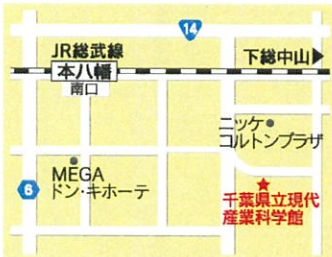 14
JR総武線
下総中山▶
本八幡
南口
ニッケ
コルトンプラザ
MEGA
ドン・キホーテ
6
千葉県立現代
産業科学館